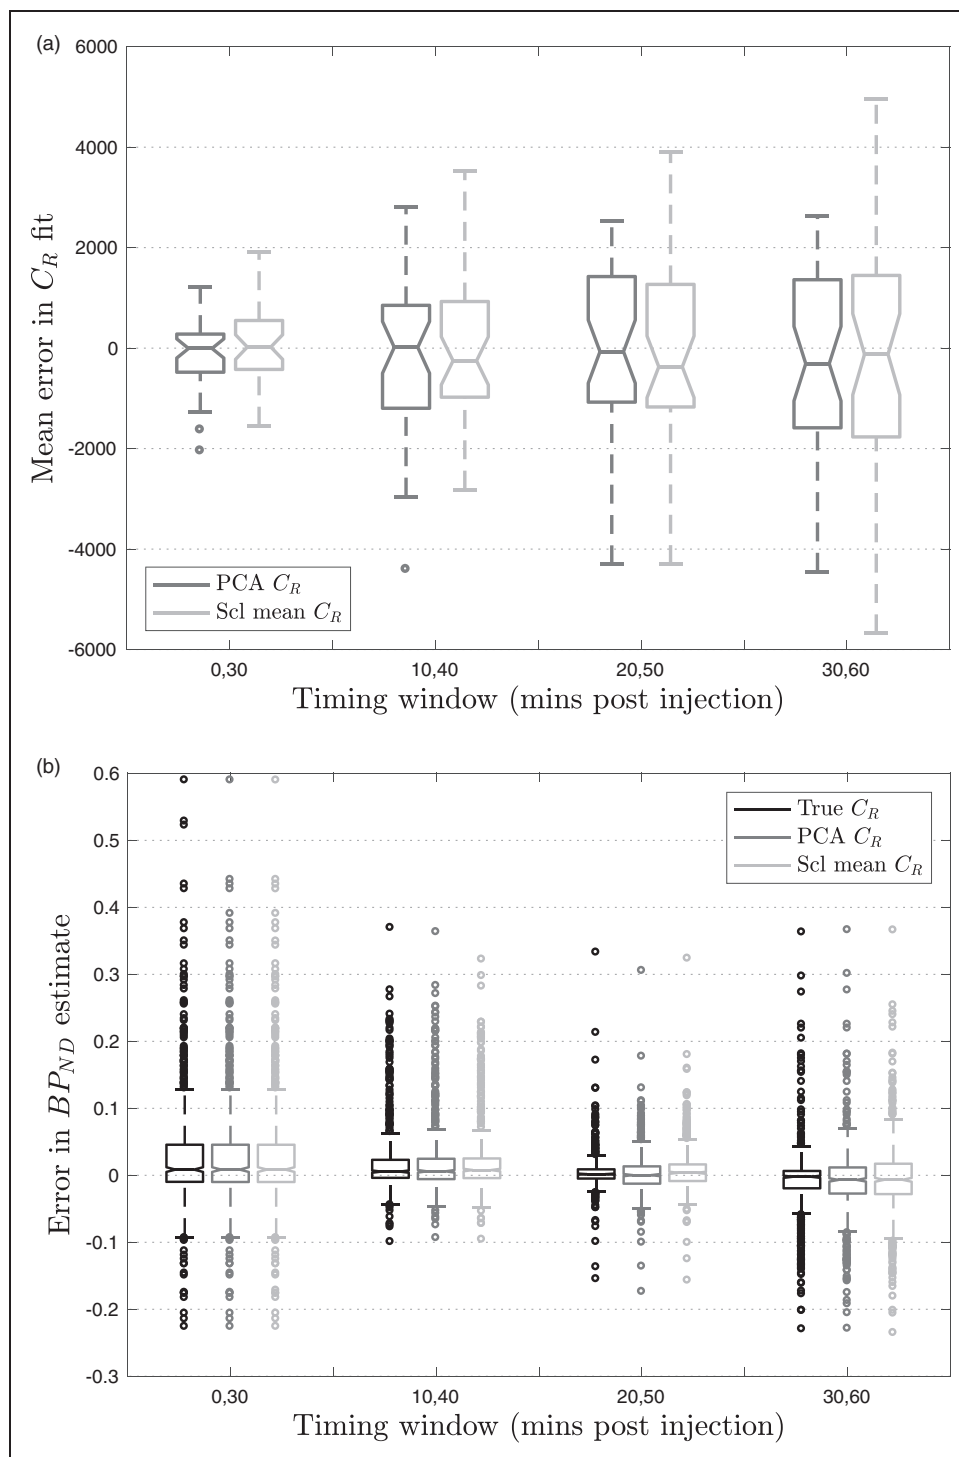 (a)
6000
4000
2000
0
-2000
-4000
-6000
Mean error in C_R fit
PCA C_R
Scl mean C_R
0,30 10,40 20,50 30,60
Timing window (mins post injection)
(b)
0.6
0.5
0.4
0.3
0.2
0.1
0
-0.1
-0.2
-0.3
Error in BP_ND estimate
True C_R
PCA C_R
Scl mean C_R
0,30 10,40 20,50 30,60
Timing window (mins post injection)